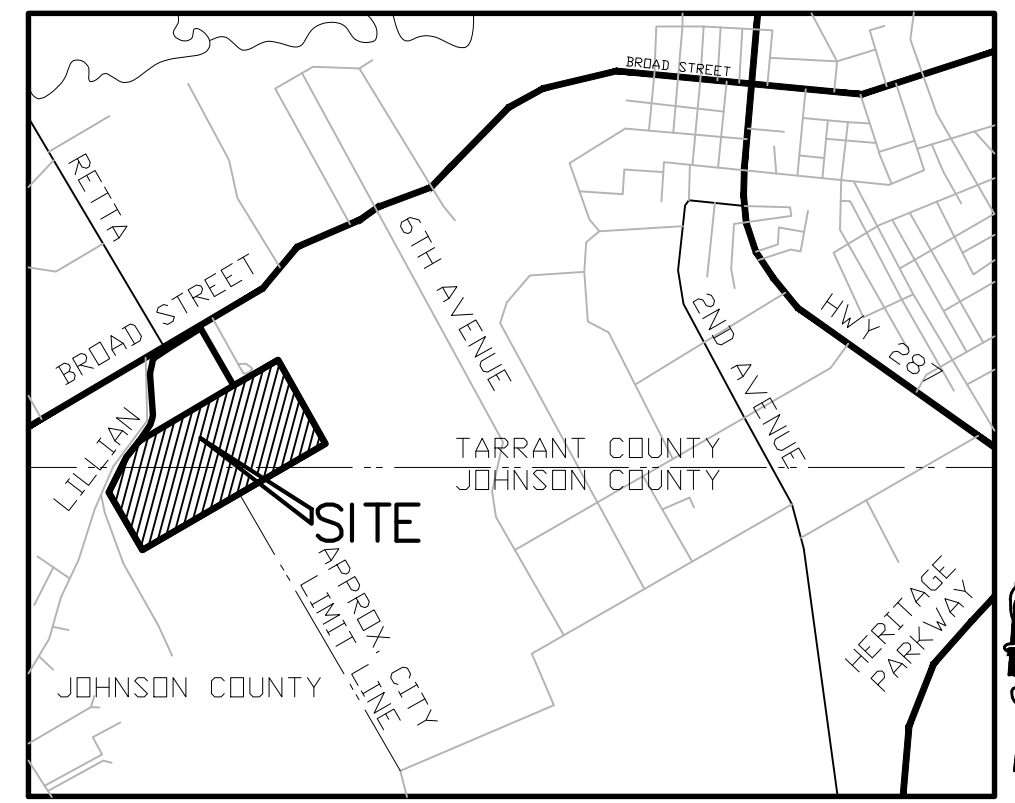 BROAD STREET
RETTA
BROAD STREET
6TH AVENUE
2ND AVENUE
HWY 287
LILLIAN
TARRANT COUNTY
JOHNSON COUNTY
SITE
APPROX. CITY
LIMIT LINE
HERITAGE
PARKWAY
JOHNSON COUNTY